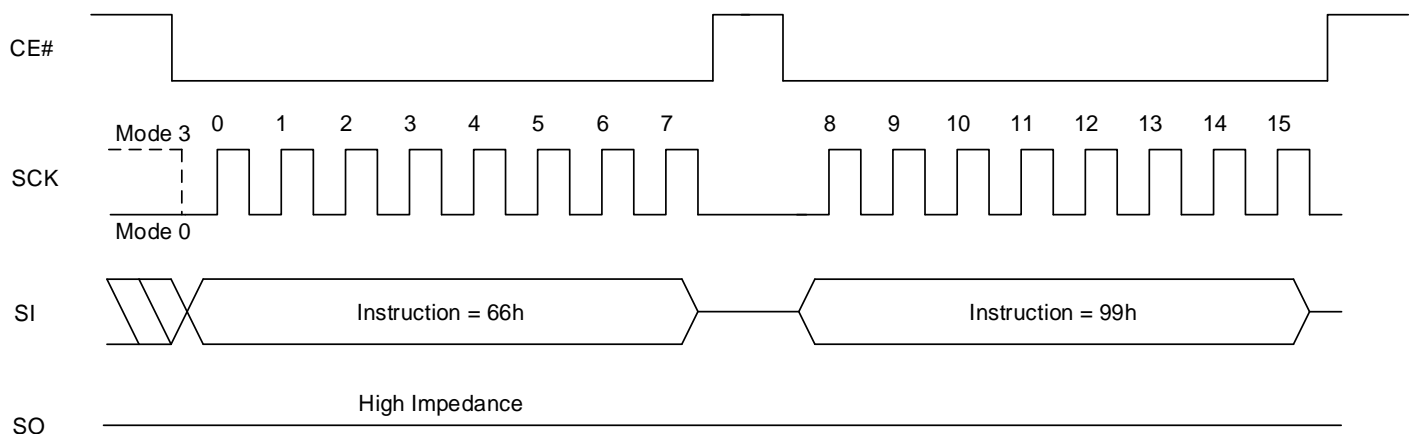 CE#
Mode 3
0 1 2 3 4 5 6 7 8 9 10 11 12 13 14 15
SCK
Mode 0
SI
Instruction = 66h
Instruction = 99h
High Impedance
SO